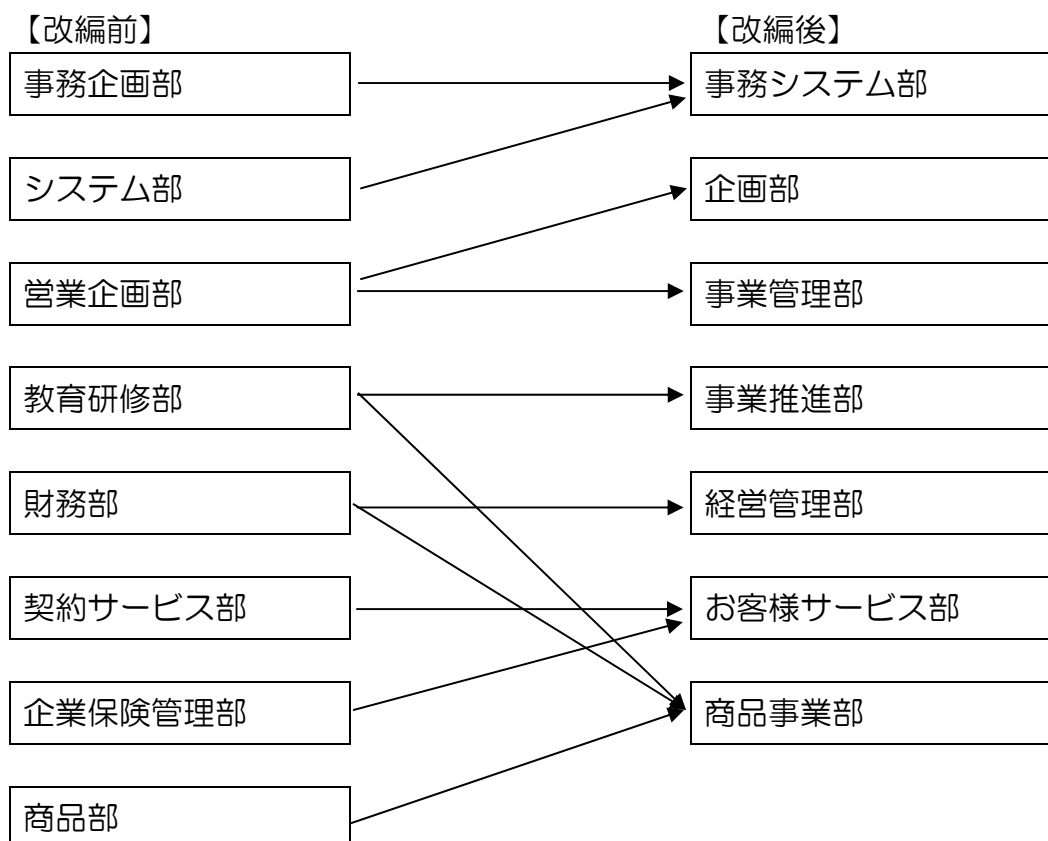 【改編前】 【改編後】
事務企画部 事務システム部
システム部 企画部
営業企画部 事業管理部
教育研修部 事業推進部
財務部 経営管理部
契約サービス部 お客様サービス部
企業保険管理部 商品事業部
商品部